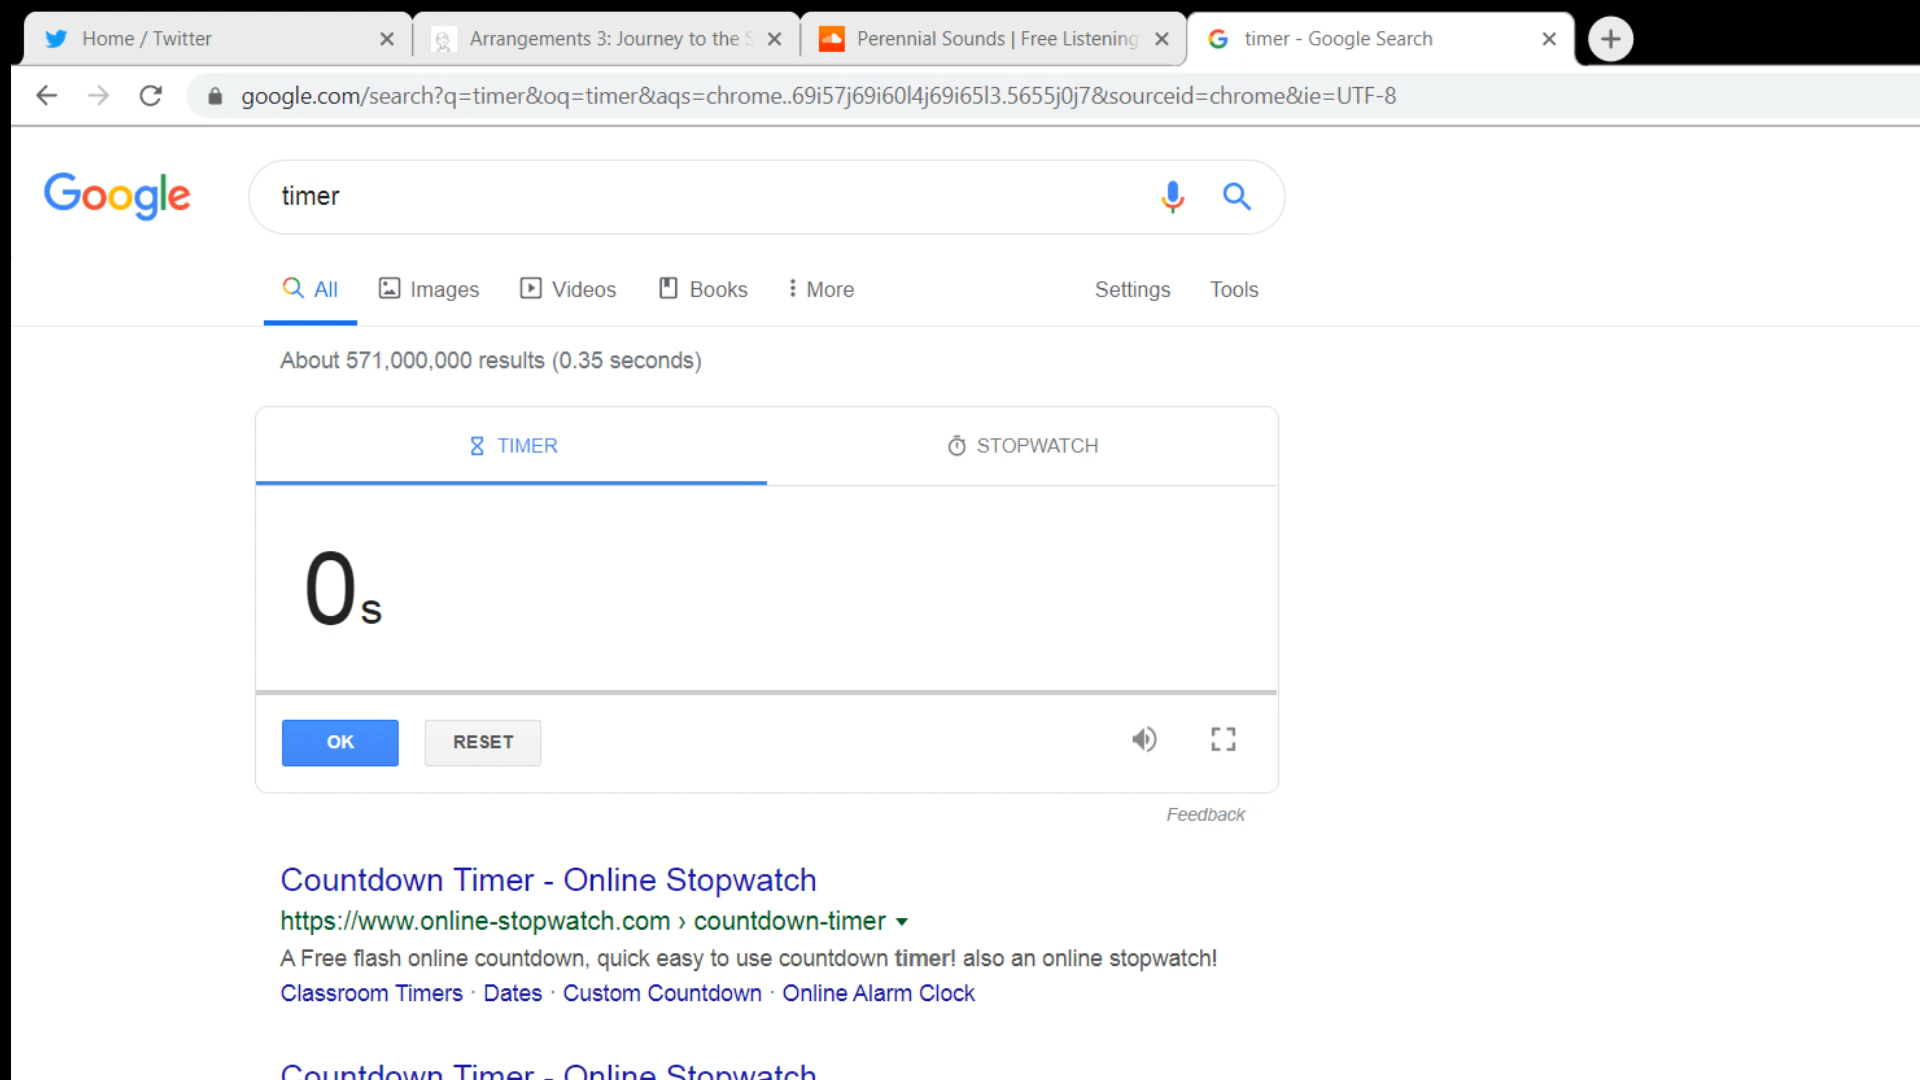 Home / Twitter
Arrangements 3: Journey to the S
Perennial Sounds | Free Listening
timer - Google Search
google.com/search?q=timer&oq=timer&aqs=chrome..69i57j69i60l4j69i65l3.5655j0j7&sourceid=chrome&ie=UTF-8
Google
timer
All
Images
Videos
Books
More
Settings
Tools
About 571,000,000 results (0.35 seconds)
TIMER
STOPWATCH
0s
OK
RESET
Feedback
Countdown Timer - Online Stopwatch
https://www.online-stopwatch.com › countdown-timer
A Free flash online countdown, quick easy to use countdown timer! also an online stopwatch!
Classroom Timers · Dates · Custom Countdown · Online Alarm Clock
Countdown Timer - Online Stopwatch